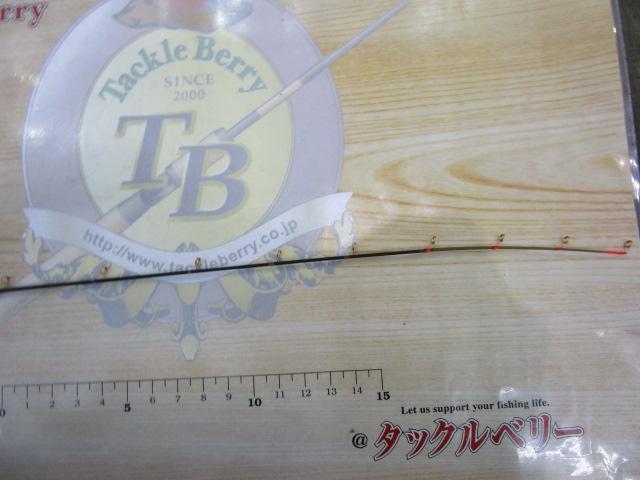 rry
Tackle Berry
SINCE
2000
TB
http://www.tackleberry.co.jp
0 1 2 3 4 5 6 7 8 9 10 11 12 13 14 15
Let us support your fishing life.
@タックルベリー